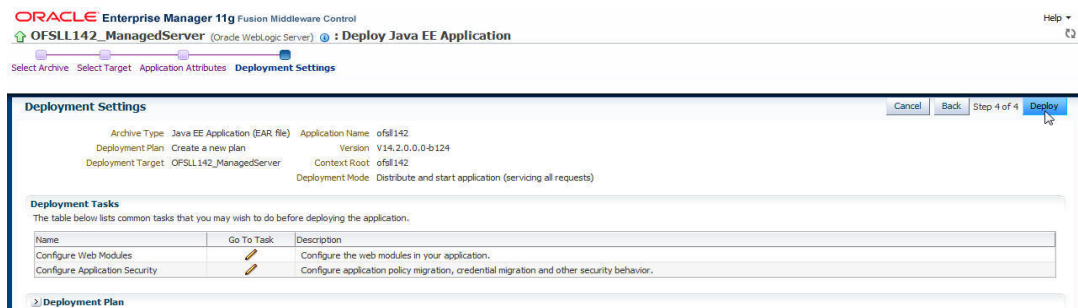 ORACLE Enterprise Manager 11g Fusion Middleware Control
Help
OFSLL142_ManagedServer (Oracle WebLogic Server) : Deploy Java EE Application
Select Archive Select Target Application Attributes Deployment Settings
Deployment Settings
Cancel Back Step 4 of 4 Deploy
Archive Type Java EE Application (EAR file) Application Name ofsll142
Deployment Plan Create a new plan Version V14.2.0.0.0-b124
Deployment Target OFSLL142_ManagedServer Context Root ofsll142
Deployment Mode Distribute and start application (servicing all requests)
Deployment Tasks
The table below lists common tasks that you may wish to do before deploying the application.
Name Go To Task Description
Configure Web Modules Configure the web modules in your application.
Configure Application Security Configure application policy migration, credential migration and other security behavior.
Deployment Plan